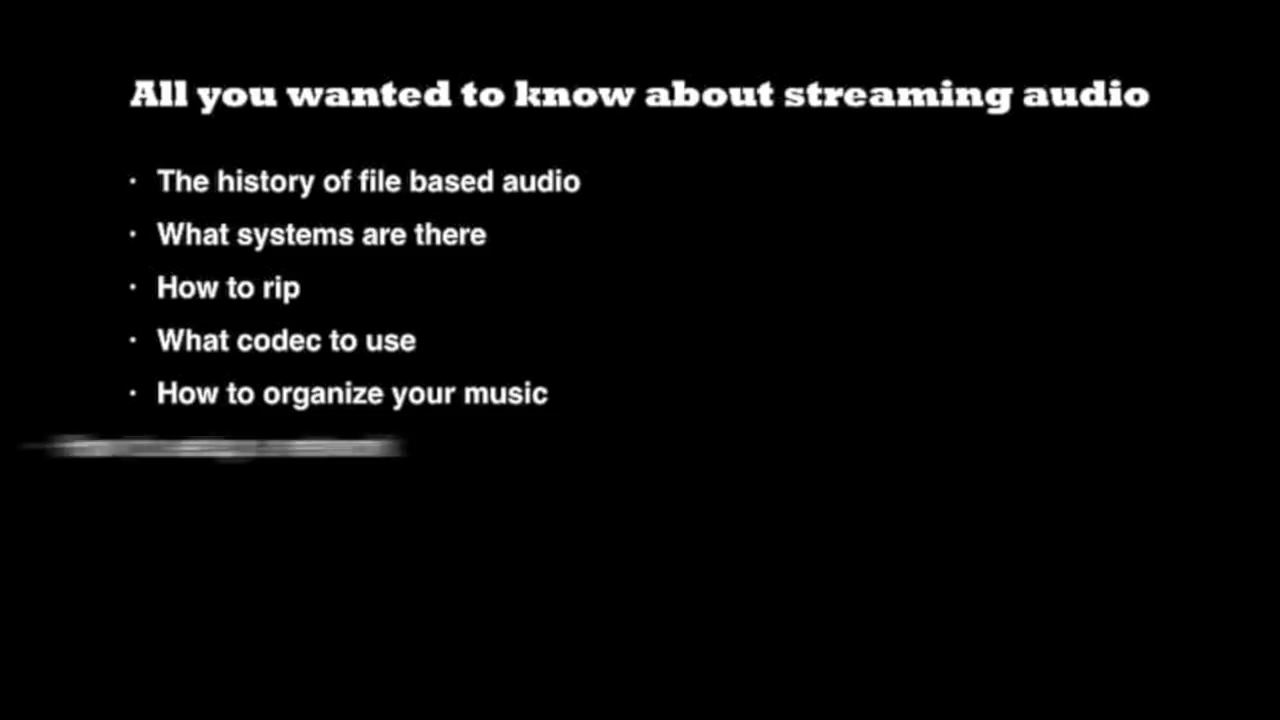 All you wanted to know about streaming audio
· The history of file based audio
· What systems are there
· How to rip
· What codec to use
· How to organize your music